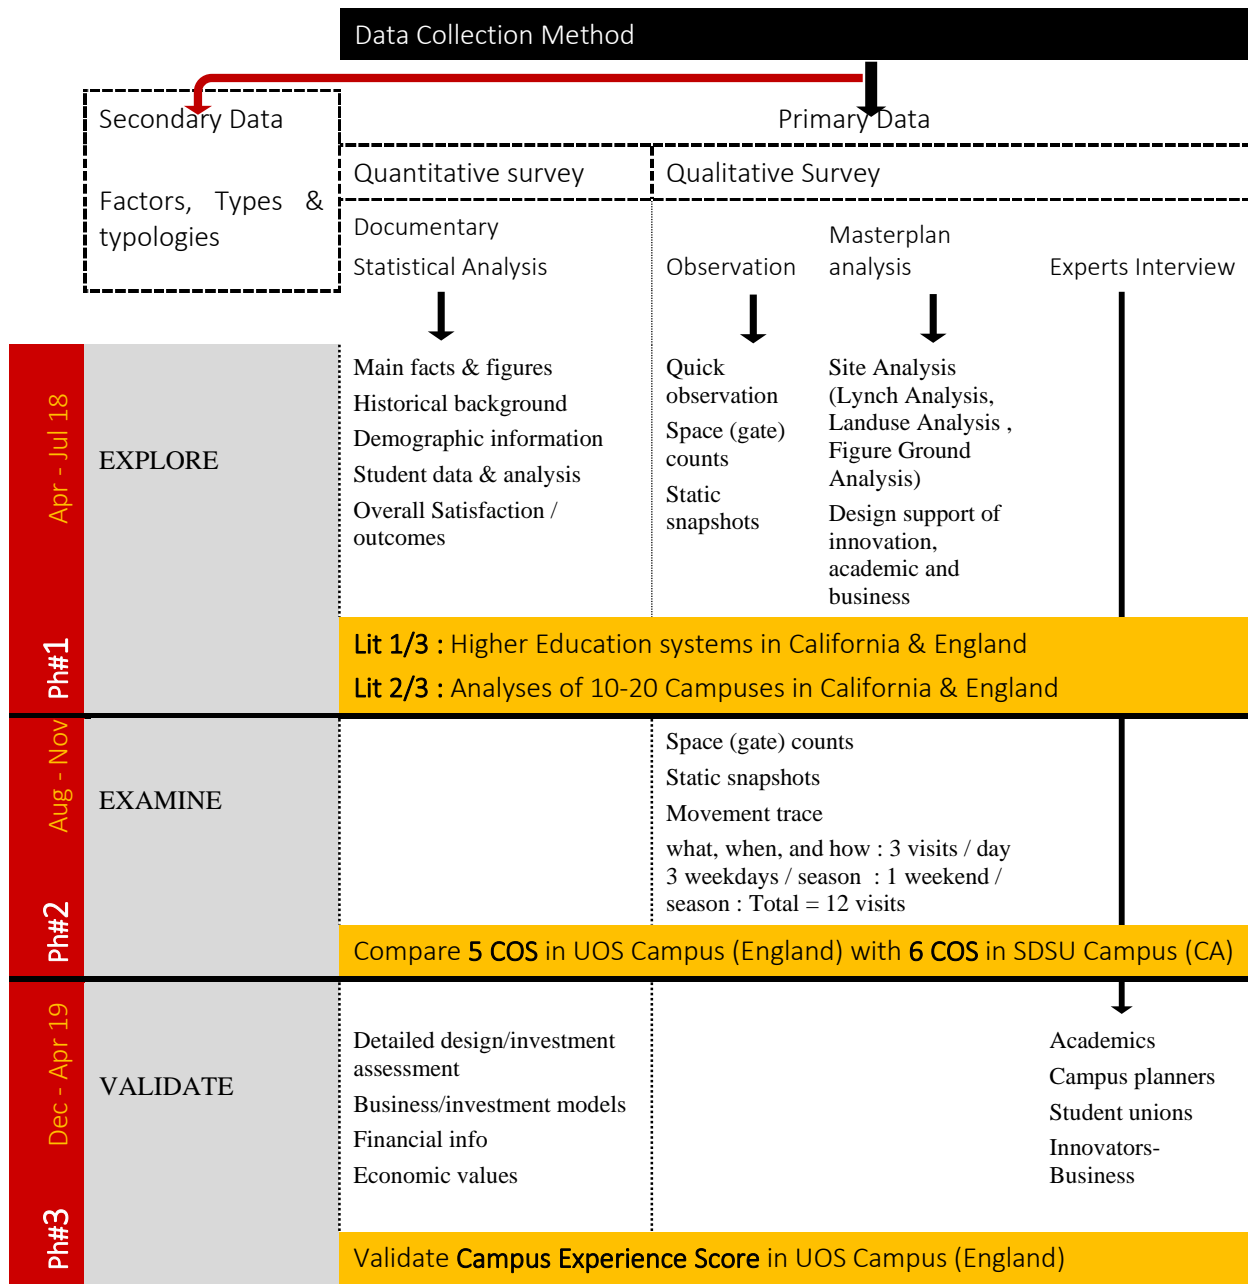 Data Collection Method
Secondary Data
Factors, Types &
typologies
Primary Data
Quantitative survey
Qualitative Survey
Documentary
Statistical Analysis
Observation
Masterplan
analysis
Experts Interview
Apr - Jul 18
Ph#1
EXPLORE
Main facts & figures
Historical background
Demographic information
Student data & analysis
Overall Satisfaction /
outcomes
Quick
observation
Space (gate)
counts
Static
snapshots
Site Analysis
(Lynch Analysis,
Landuse Analysis ,
Figure Ground
Analysis)
Design support of
innovation,
academic and
business
Lit 1/3 : Higher Education systems in California & England
Lit 2/3 : Analyses of 10-20 Campuses in California & England
Aug - Nov
Ph#2
EXAMINE
Space (gate) counts
Static snapshots
Movement trace
what, when, and how : 3 visits / day
3 weekdays / season : 1 weekend /
season : Total = 12 visits
Compare 5 COS in UOS Campus (England) with 6 COS in SDSU Campus (CA)
Dec - Apr 19
Ph#3
VALIDATE
Detailed design/investment
assessment
Business/investment models
Financial info
Economic values
Academics
Campus planners
Student unions
Innovators-
Business
Validate Campus Experience Score in UOS Campus (England)